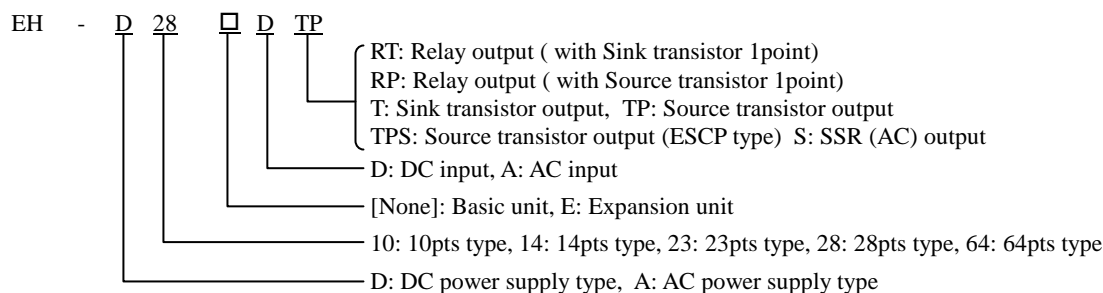 EH - D 28 □ D TP
RT: Relay output ( with Sink transistor 1point)
RP: Relay output ( with Source transistor 1point)
T: Sink transistor output, TP: Source transistor output
TPS: Source transistor output (ESCP type) S: SSR (AC) output
D: DC input, A: AC input
[None]: Basic unit, E: Expansion unit
10: 10pts type, 14: 14pts type, 23: 23pts type, 28: 28pts type, 64: 64pts type
D: DC power supply type, A: AC power supply type